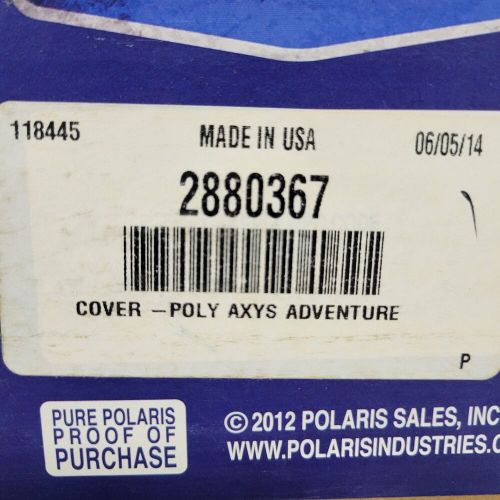 118445 MADE IN USA 06/05/14
2880367
COVER -POLY AXYS ADVENTURE
P
PURE POLARIS
PROOF OF
PURCHASE
© 2012 POLARIS SALES, INC
WWW.POLARISINDUSTRIES.C